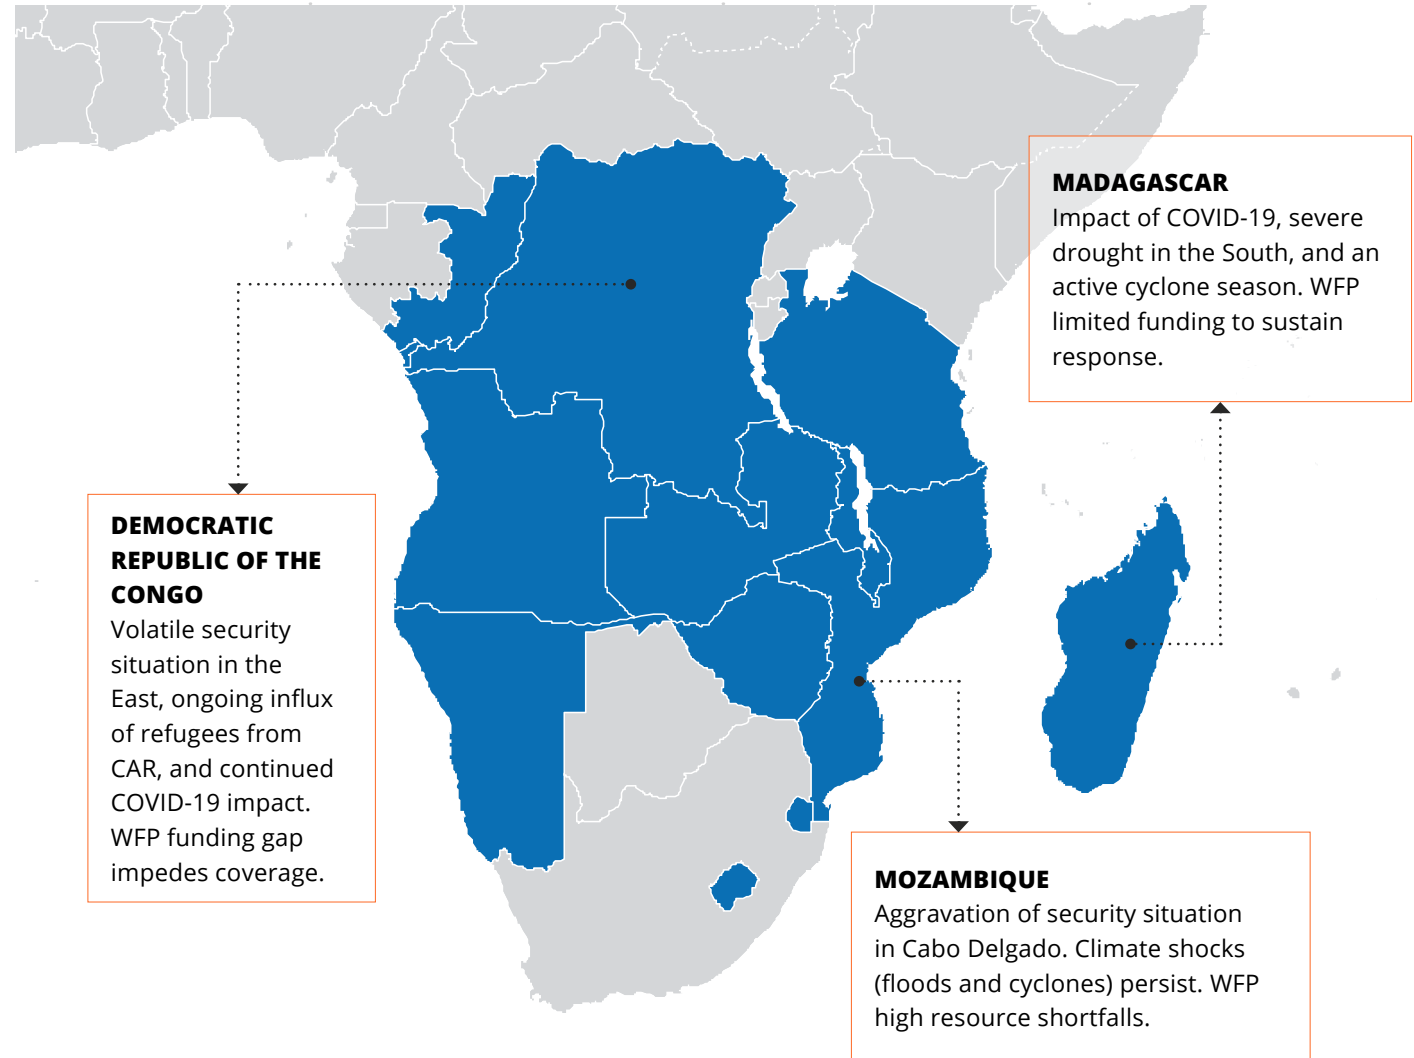 MADAGASCAR
Impact of COVID-19, severe
drought in the South, and an
active cyclone season. WFP
limited funding to sustain
response.
DEMOCRATIC
REPUBLIC OF THE
CONGO
Volatile security
situation in the
East, ongoing influx
of refugees from
CAR, and continued
COVID-19 impact.
WFP funding gap
impedes coverage.
MOZAMBIQUE
Aggravation of security situation
in Cabo Delgado. Climate shocks
(floods and cyclones) persist. WFP
high resource shortfalls.